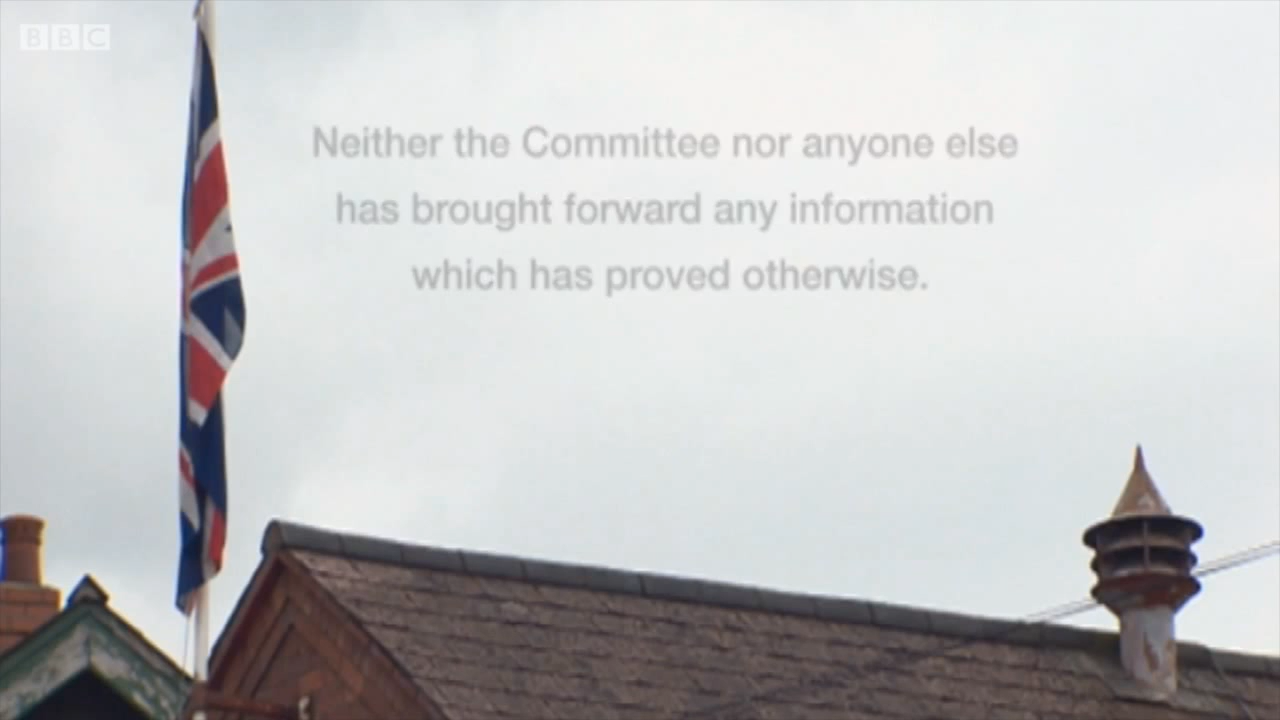 BBC
Neither the Committee nor anyone else
has brought forward any information
which has proved otherwise.